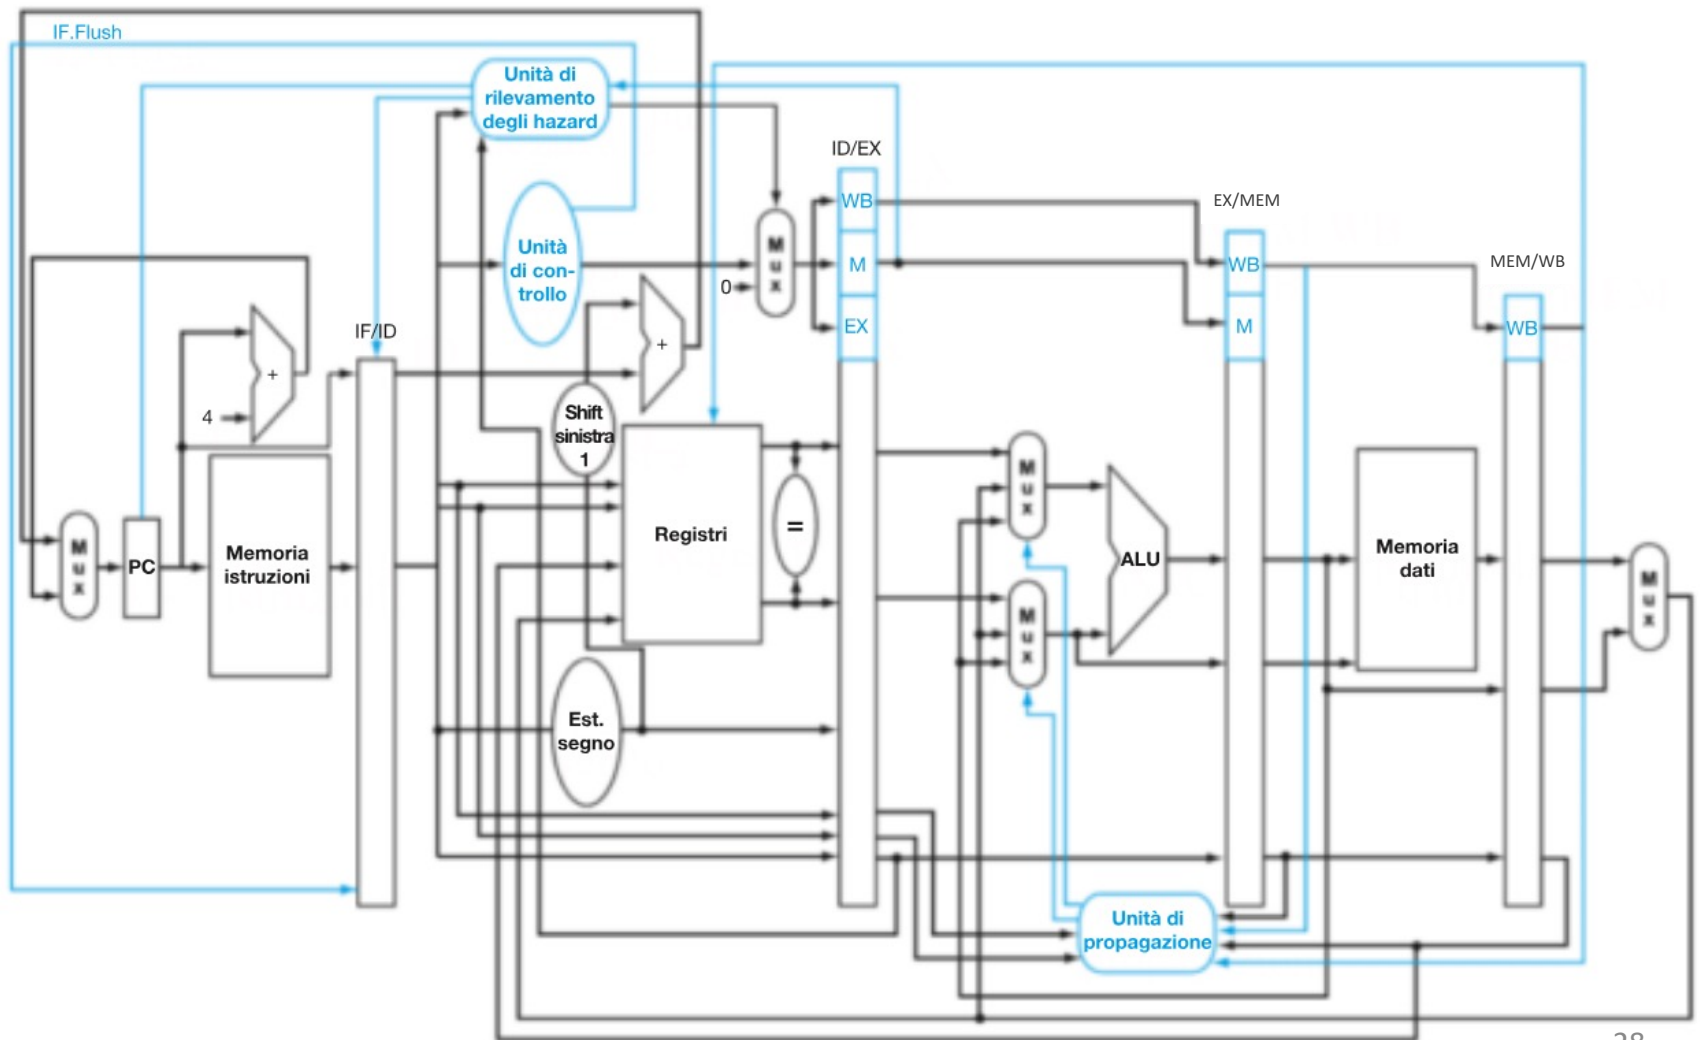 IF.Flush
Unità di
rilevamento
degli hazard
ID/EX
WB
EX/MEM
M
u
x
Unità
di con-
trollo
M
WB
MEM/WB
0
EX
M
WB
IF/ID
+
+
4
Shift
sinistra
1
M
u
x
Registri
=
M
u
x
PC
Memoria
istruzioni
ALU
Memoria
dati
M
u
x
M
u
x
Est.
segno
Unità di
propagazione